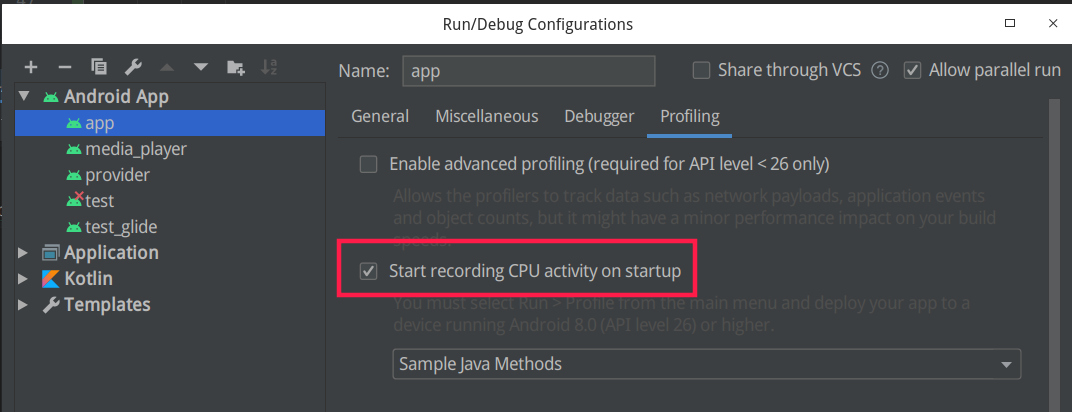 Run/Debug Configurations
Name: app
Share through VCS
Allow parallel run
Android App
app
media_player
provider
test
test_glide
Application
Kotlin
Templates
General Miscellaneous Debugger Profiling
Enable advanced profiling (required for API level < 26 only)
Allows the profilers to track data such as network payloads, application events
and object counts, but it might have a minor performance impact on your build
speeds.
Start recording CPU activity on startup
You must select Run > Profile from the main menu and deploy your app to a
device running Android 8.0 (API level 26) or higher.
Sample Java Methods